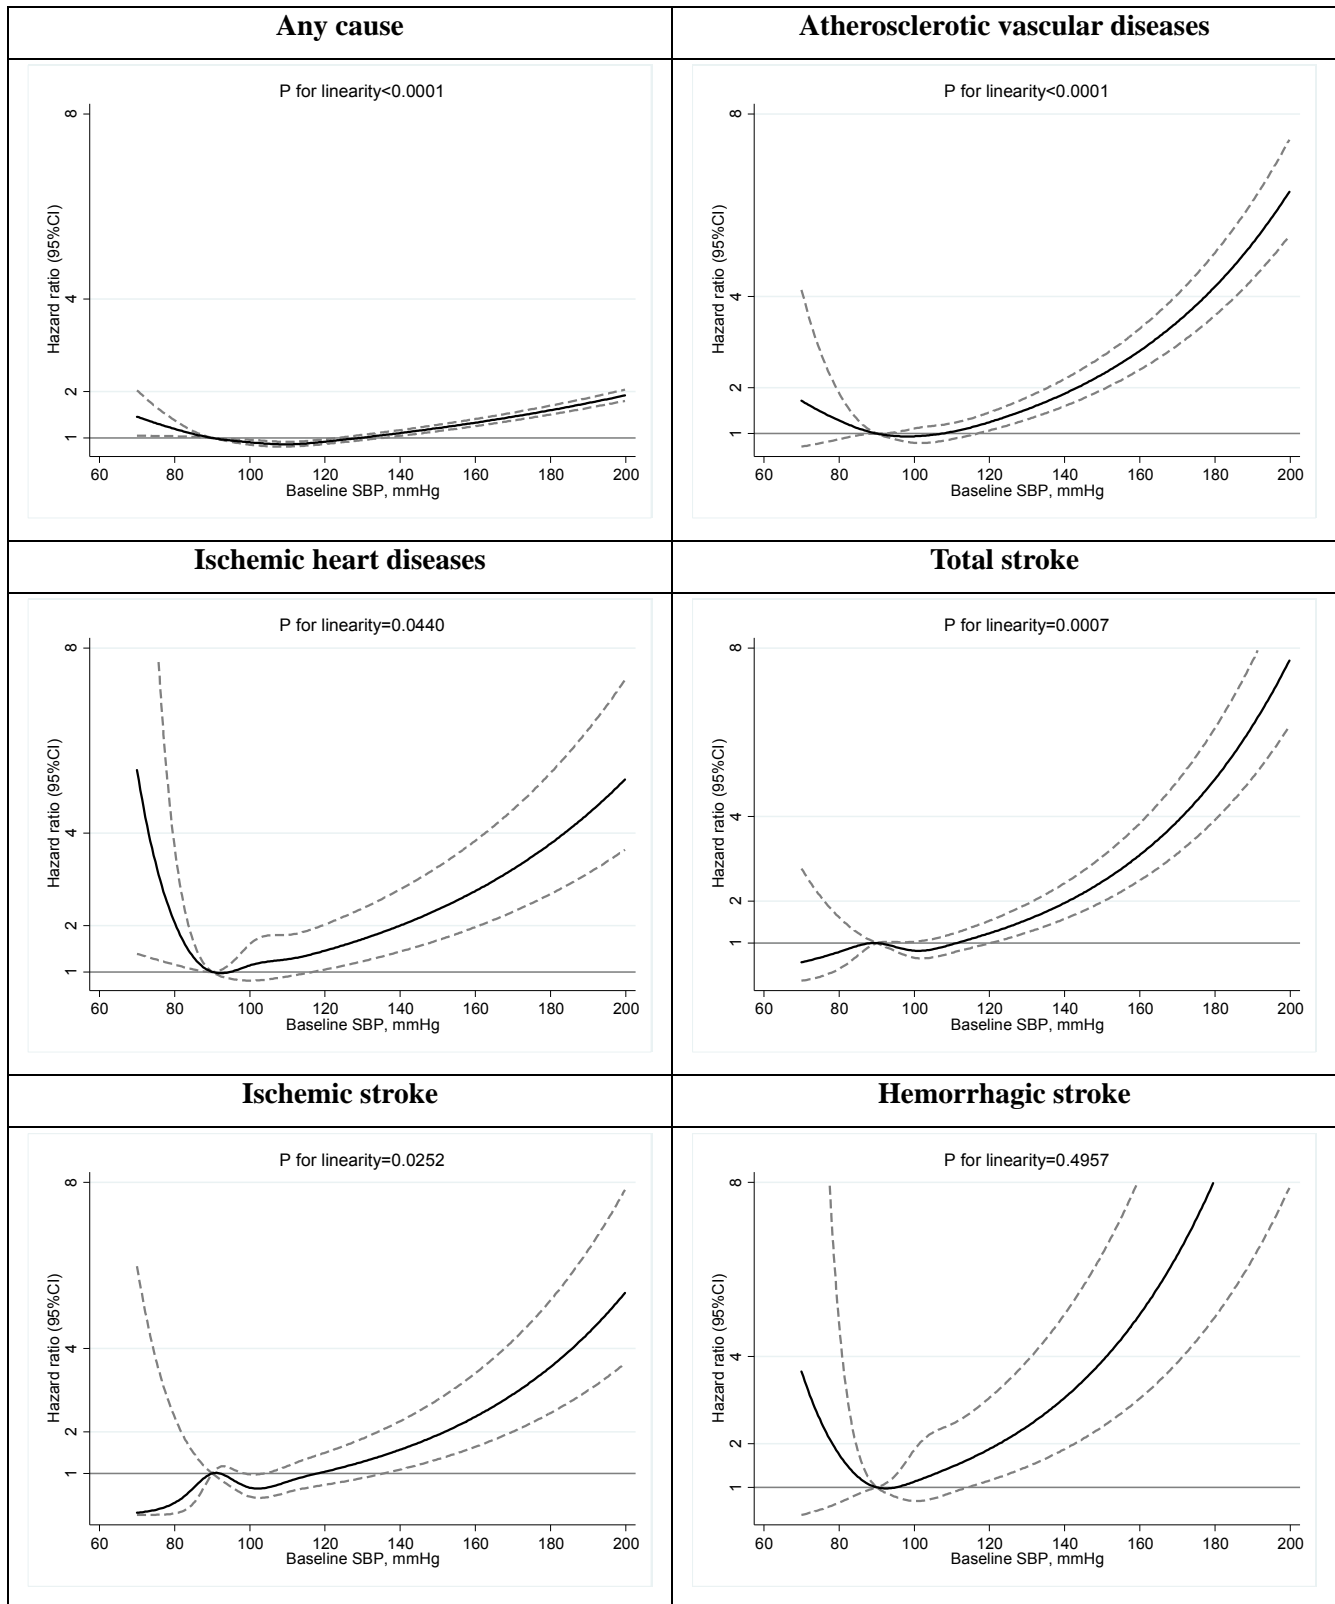 Any cause
Atherosclerotic vascular diseases
P for linearity<0.0001
8
4
2
1
Hazard ratio (95%CI)
60 80 100 120 140 160 180 200
Baseline SBP, mmHg
P for linearity<0.0001
8
4
2
1
Hazard ratio (95%CI)
60 80 100 120 140 160 180 200
Baseline SBP, mmHg
Ischemic heart diseases
Total stroke
P for linearity=0.0440
8
4
2
1
Hazard ratio (95%CI)
60 80 100 120 140 160 180 200
Baseline SBP, mmHg
P for linearity=0.0007
8
4
2
1
Hazard ratio (95%CI)
60 80 100 120 140 160 180 200
Baseline SBP, mmHg
Ischemic stroke
Hemorrhagic stroke
P for linearity=0.0252
8
4
2
1
Hazard ratio (95%CI)
60 80 100 120 140 160 180 200
Baseline SBP, mmHg
P for linearity=0.4957
8
4
2
1
Hazard ratio (95%CI)
60 80 100 120 140 160 180 200
Baseline SBP, mmHg